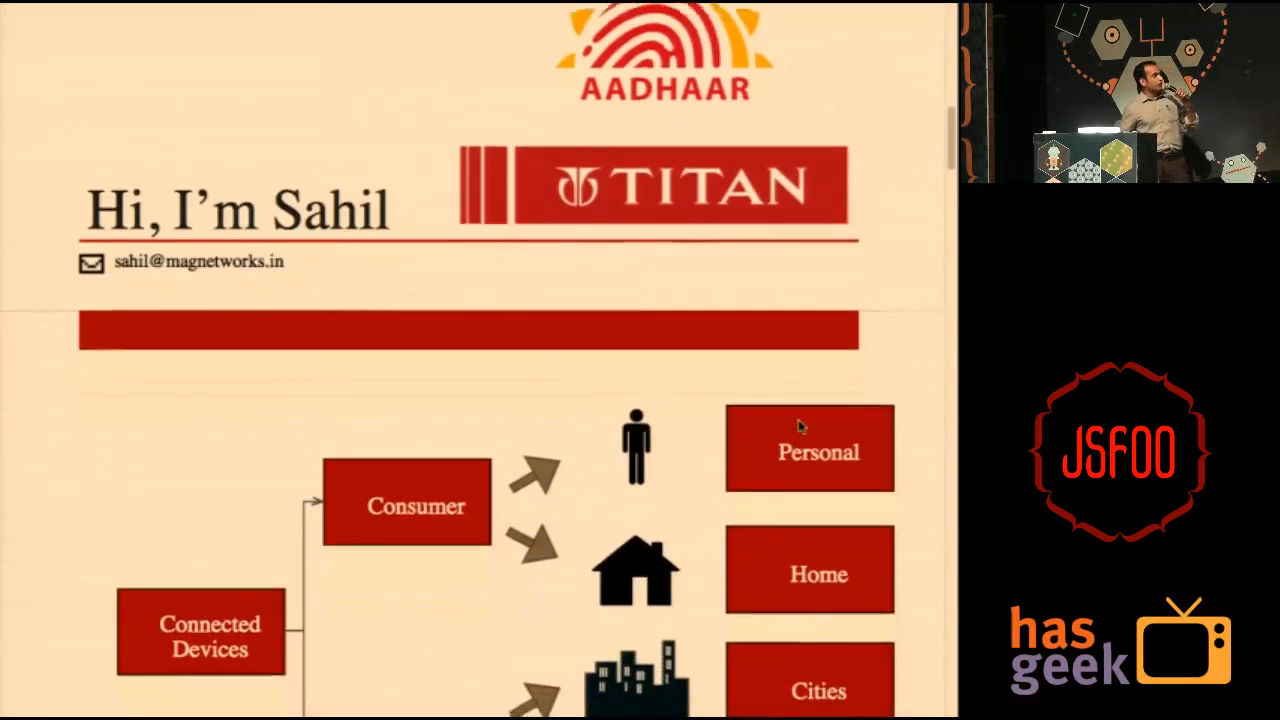 AADHAAR
TITAN
Hi, I'm Sahil
sahil@magnetworks.in
Personal
Consumer
Home
Connected
Devices
Cities
JSFOO
has
geek